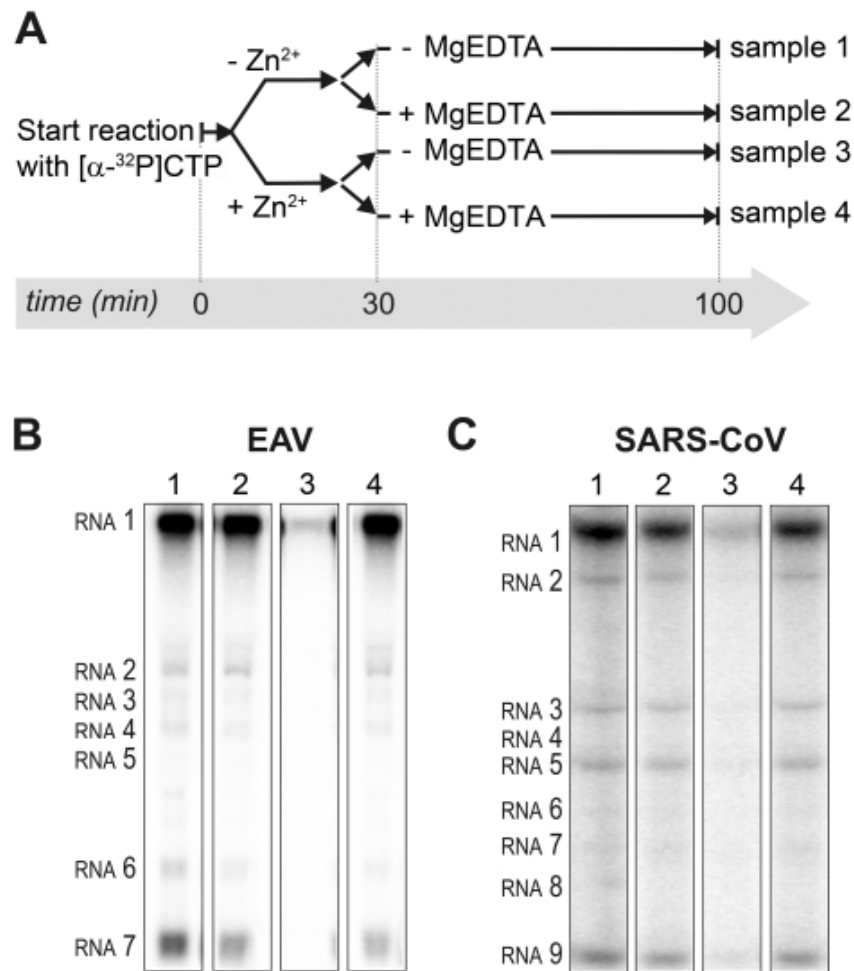 A
- Zn²⁺
- MgEDTA
sample 1
+ MgEDTA
sample 2
Start reaction
with [α-³²P]CTP
- MgEDTA
sample 3
+ Zn²⁺
+ MgEDTA
sample 4
time (min)
0
30
100
B
EAV
1
2
3
4
RNA 1
RNA 2
RNA 3
RNA 4
RNA 5
RNA 6
RNA 7
C
SARS-CoV
1
2
3
4
RNA 1
RNA 2
RNA 3
RNA 4
RNA 5
RNA 6
RNA 7
RNA 8
RNA 9